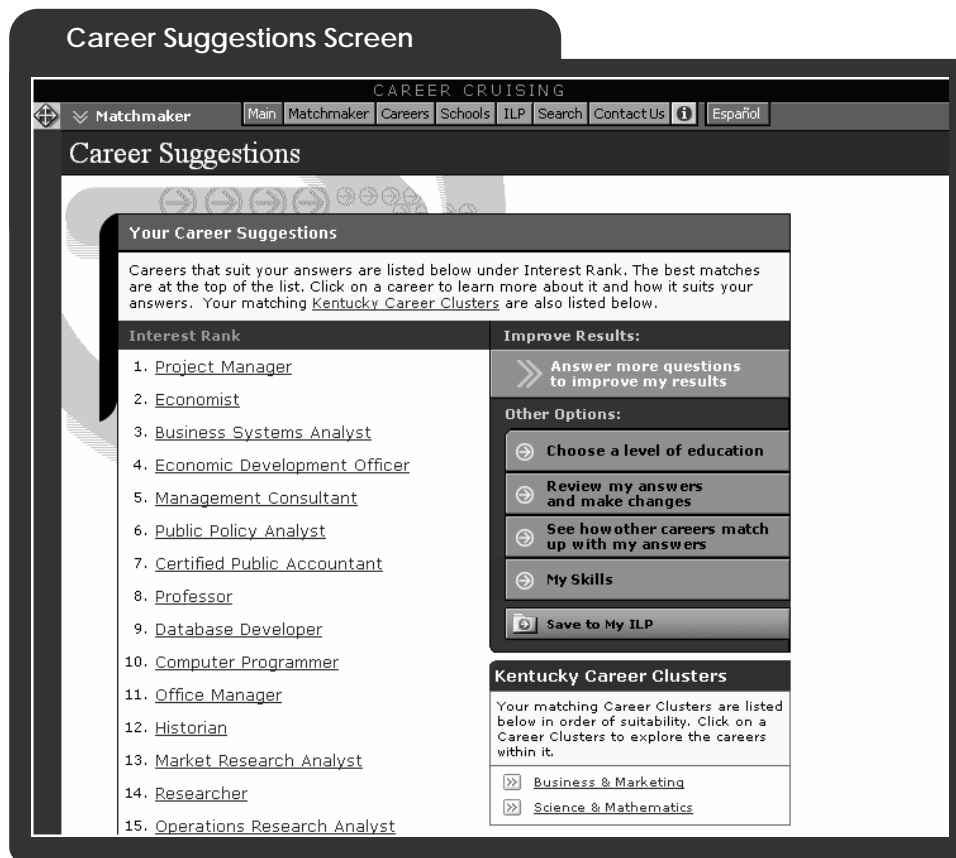 Career Suggestions Screen
CAREER CRUISING
Matchmaker
Main Matchmaker Careers Schools ILP Search Contact Us i Español
Career Suggestions
Your Career Suggestions
Careers that suit your answers are listed below under Interest Rank. The best matches
are at the top of the list. Click on a career to learn more about it and how it suits your
answers. Your matching Kentucky Career Clusters are also listed below.
Interest Rank
1. Project Manager
2. Economist
3. Business Systems Analyst
4. Economic Development Officer
5. Management Consultant
6. Public Policy Analyst
7. Certified Public Accountant
8. Professor
9. Database Developer
10. Computer Programmer
11. Office Manager
12. Historian
13. Market Research Analyst
14. Researcher
15. Operations Research Analyst
Improve Results:
Answer more questions
to improve my results
Other Options:
Choose a level of education
Review my answers
and make changes
See how other careers match
up with my answers
My Skills
Save to My ILP
Kentucky Career Clusters
Your matching Career Clusters are listed
below in order of suitability. Click on a
Career Clusters to explore the careers
within it.
Business & Marketing
Science & Mathematics